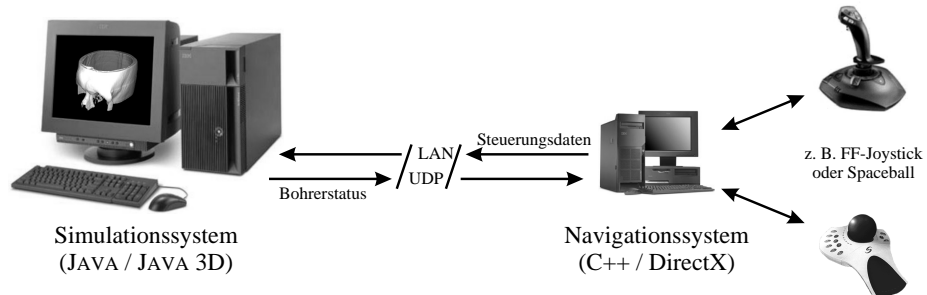 Steuerungsdaten
LAN
UDP
Bohrerstatus
z. B. FF-Joystick
oder Spaceball
Simulationssystem
(JAVA / JAVA 3D)
Navigationssystem
(C++ / DirectX)